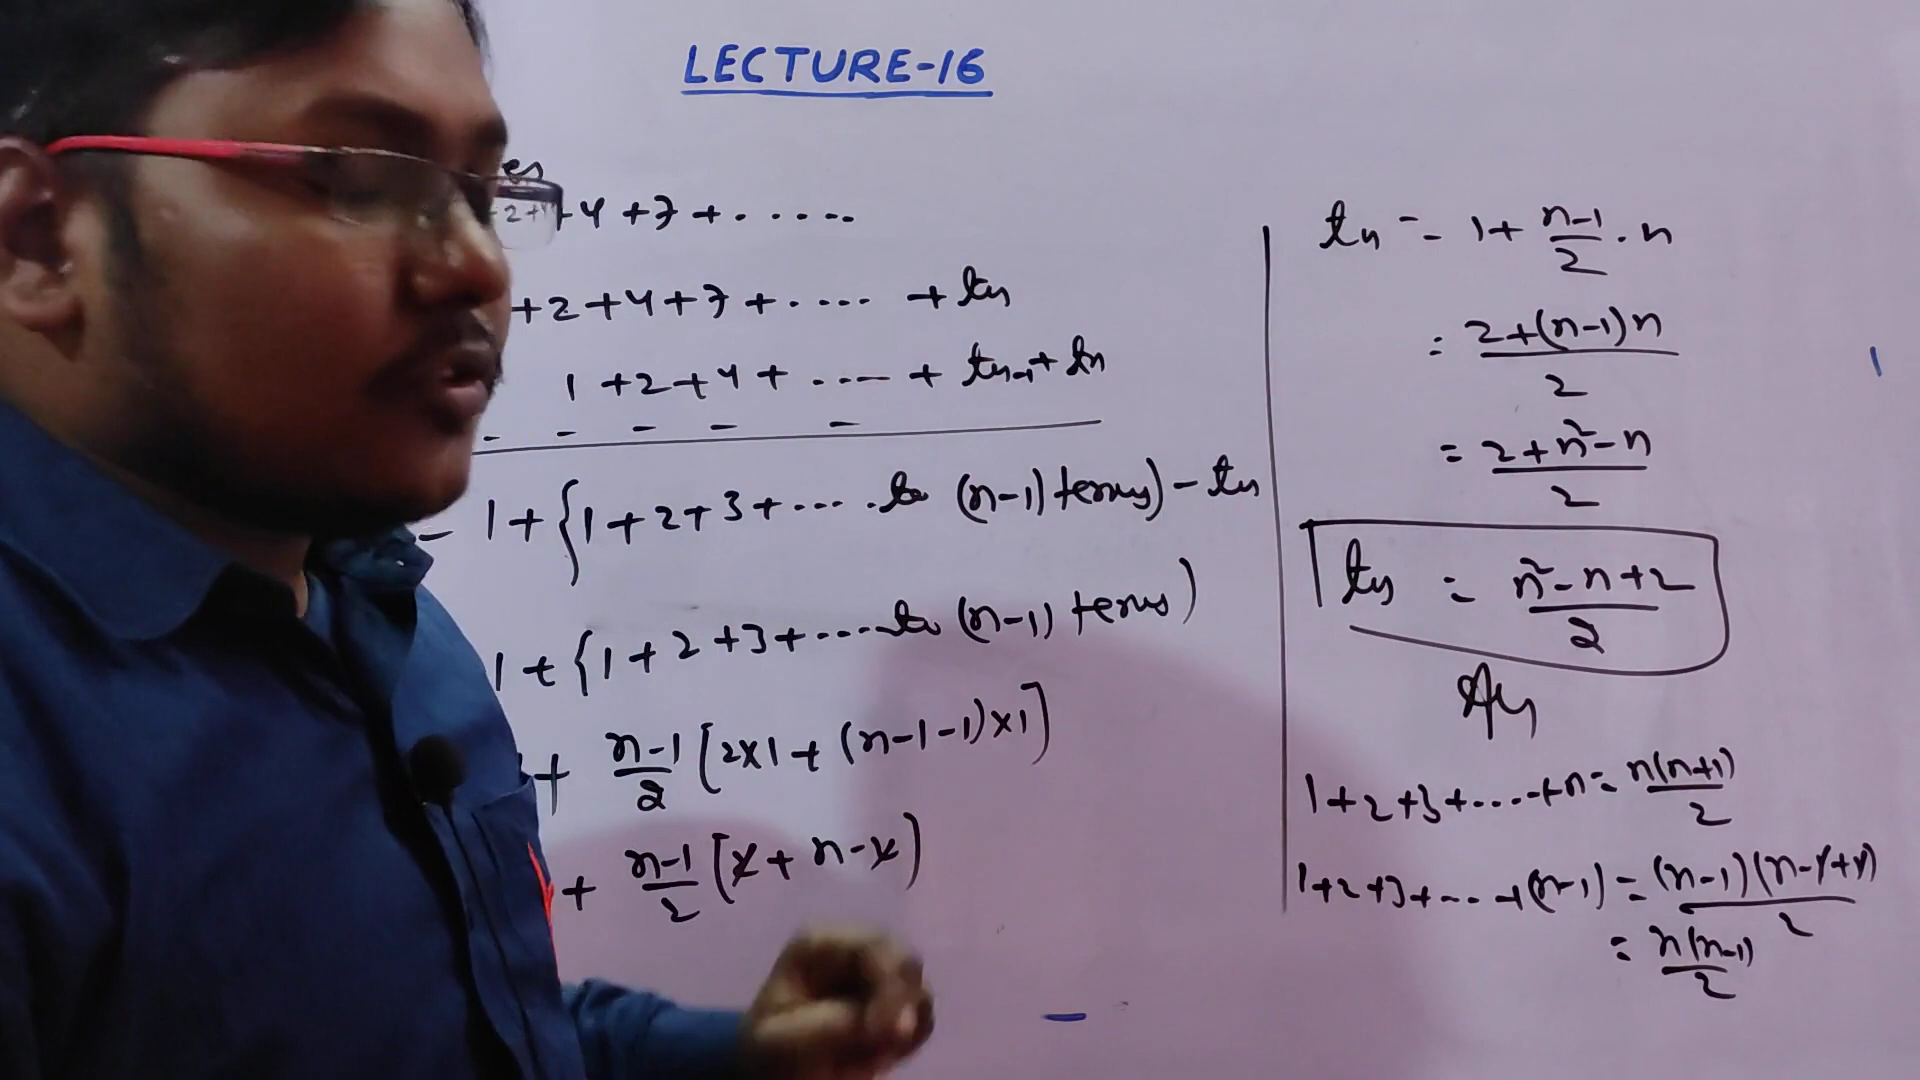 LECTURE-16
+4+7+.....
+2+4+7+..... +tn
1+2+4+.....+tn-1+tn
- - - - -
= 1+{1+2+3+.....to (n-1) terms}-tn
1+{1+2+3+.....to (n-1) terms}
+ n-1/2 [2×1+(n-1-1)×1]
+ n-1/2 [2+n-2]
tn = 1+ n-1/2 . n
= 2+(n-1)n/2
= 2+n²-n/2
tn = n²-n+2/2
1+2+3+.....+n= n(n+1)/2
1+2+3+....+(n-1) = (n-1)(n-1+1)/2
= n(n-1)/2